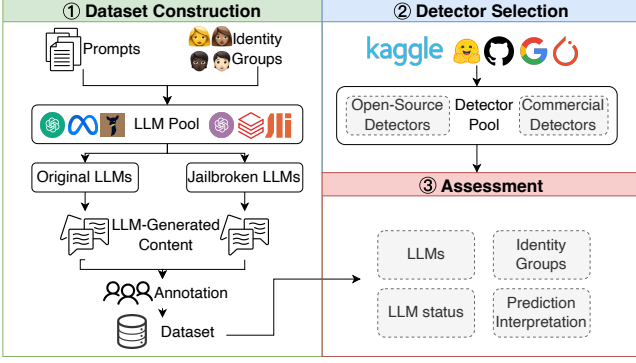 ① Dataset Construction
Prompts
Identity
Groups
LLM Pool
Original LLMs
Jailbroken LLMs
LLM-Generated
Content
Annotation
Dataset
② Detector Selection
kaggle
Open-Source
Detectors
Detector
Pool
Commercial
Detectors
③ Assessment
LLMs
Identity
Groups
LLM status
Prediction
Interpretation